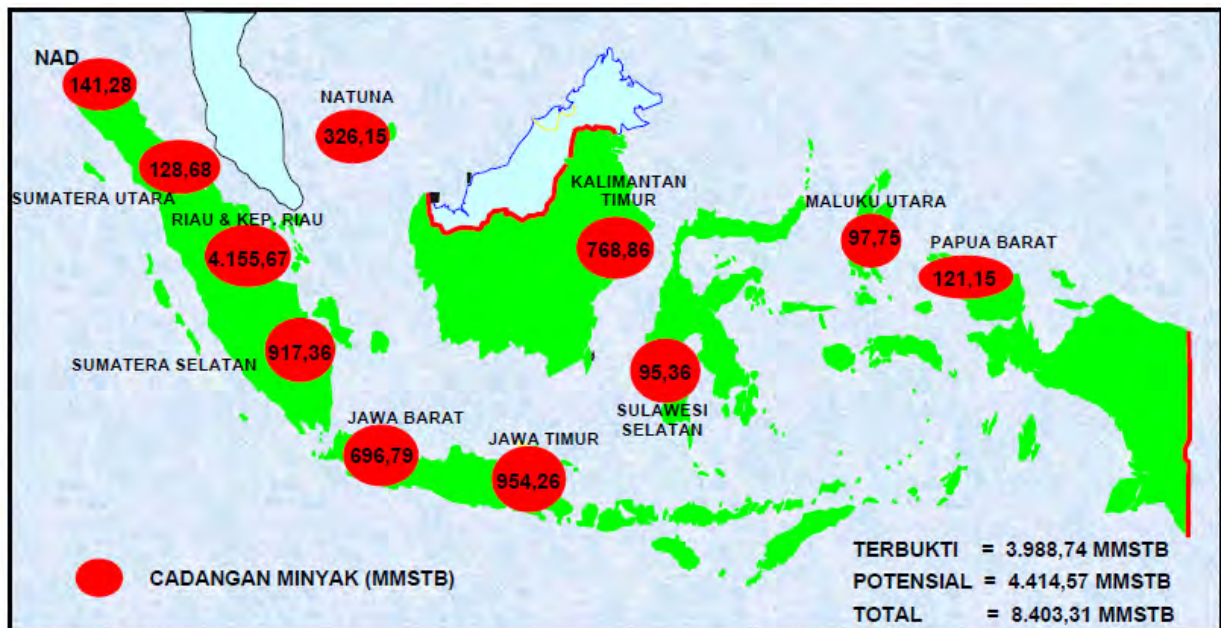 NAD
141,28
NATUNA
326,15
128,68
SUMATERA UTARA
RIAU & KEP. RIAU
4.155,67
KALIMANTAN
TIMUR
768,86
MALUKU UTARA
97,75
PAPUA BARAT
121,15
917,36
SUMATERA SELATAN
95,36
SULAWESI
SELATAN
JAWA BARAT
696,79
JAWA TIMUR
954,26
CADANGAN MINYAK (MMSTB)
TERBUKTI = 3.988,74 MMSTB
POTENSIAL = 4.414,57 MMSTB
TOTAL = 8.403,31 MMSTB